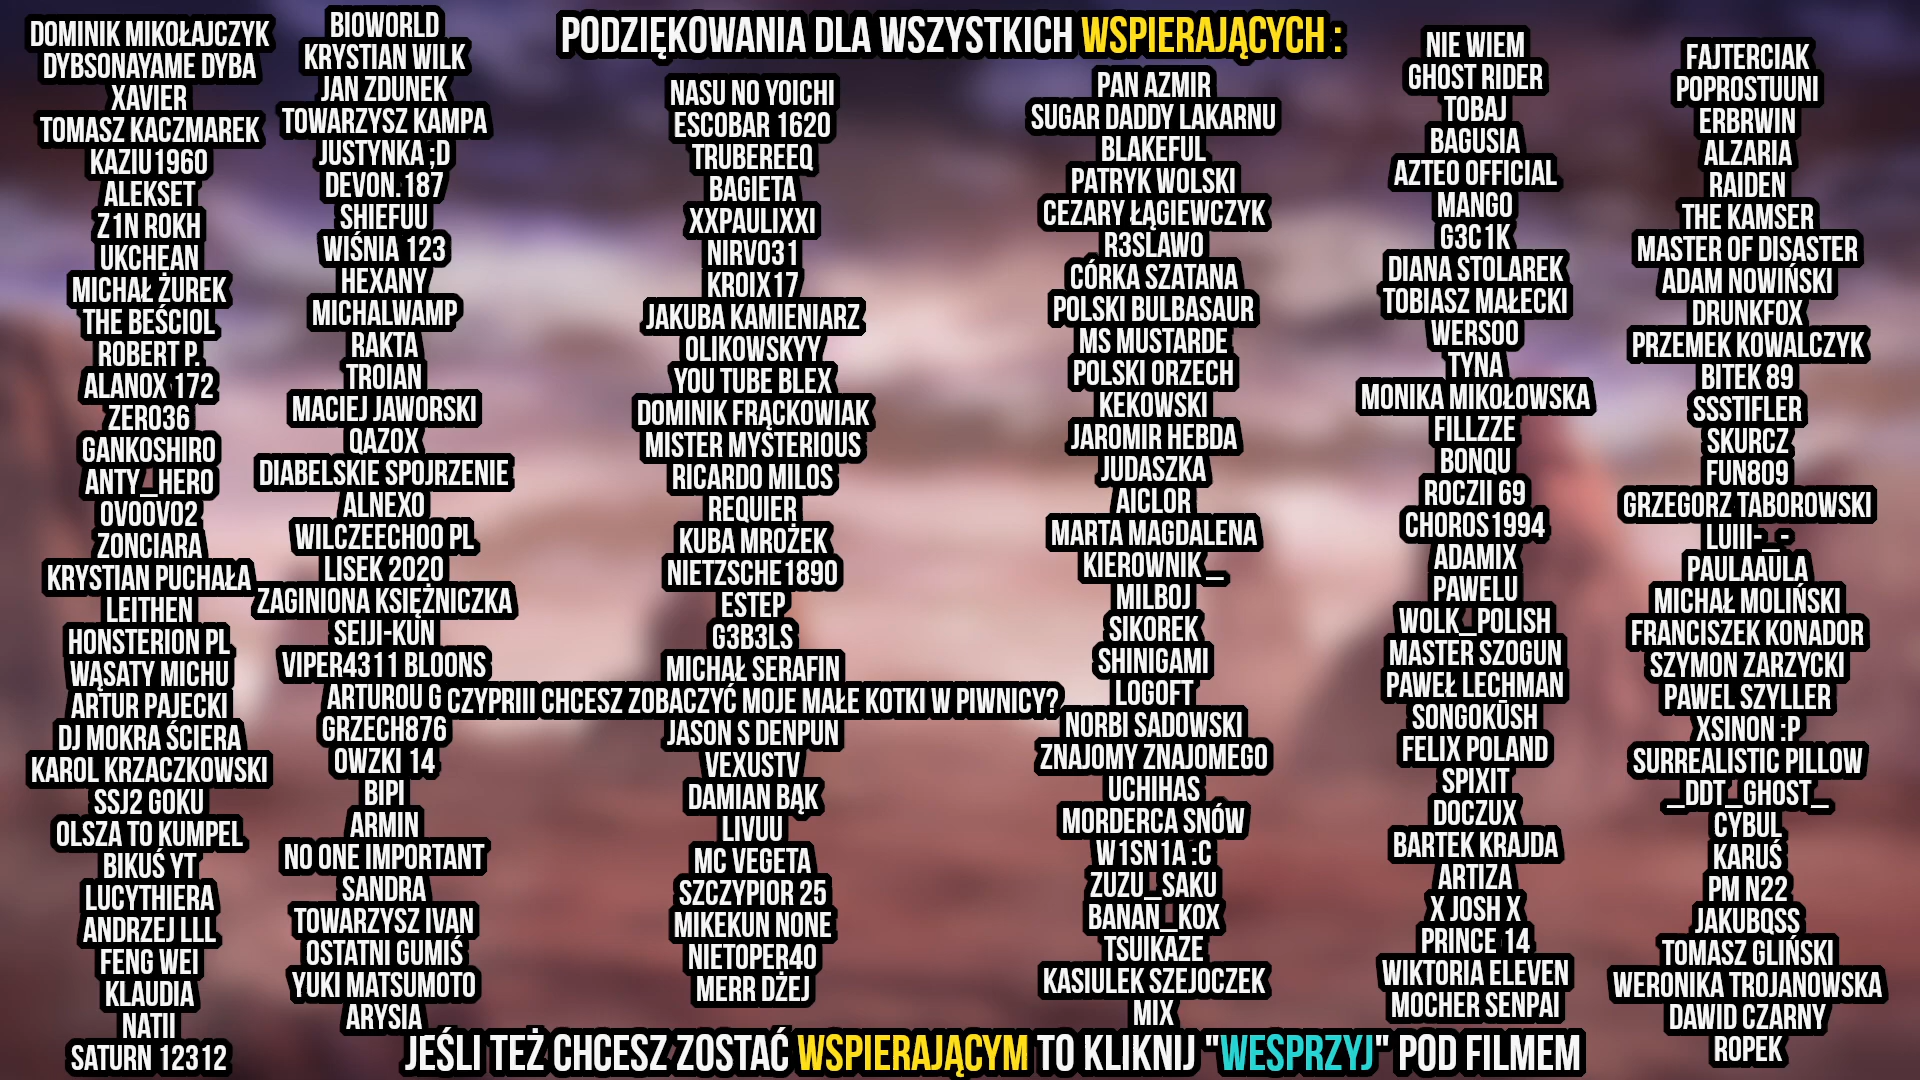 PODZIĘKOWANIA DLA WSZYSTKICH WSPIERAJĄCYCH :
DOMINIK MIKOŁAJCZYK
DYBSONAYAME DYBA
XAVIER
TOMASZ KACZMAREK
KAZIU1960
ALEKSET
Z1N ROKH
UKCHEAN
MICHAŁ ŻUREK
THE BEŚCIOL
ROBERT P.
ALANOX 172
ZERO36
GANKOSHIRO
ANTY_HERO
OVOOVO2
ZONCIARA
KRYSTIAN PUCHAŁA
LEITHEN
HONSTERION PL
WĄSATY MICHU
ARTUR PAJECKI
DJ MOKRA ŚCIERA
KAROL KRZACZKOWSKI
SSJ2 GOKU
OLSZA TO KUMPEL
BIKUŚ YT
LUCYTHIERA
ANDRZEJ LLL
FENG WEI
KLAUDIA
NATII
SATURN 12312
BIOWORLD
KRYSTIAN WILK
JAN ZDUNEK
TOWARZYSZ KAMPA
JUSTYNKA ;D
DEVON.187
SHIEFUU
WIŚNIA 123
HEXANY
MICHALWAMP
RAKTA
TROIAN
MACIEJ JAWORSKI
QAZOX
DIABELSKIE SPOJRZENIE
ALNEXO
WILCZEECHOO PL
LISEK 2020
ZAGINIONA KSIĘŻNICZKA
SEIJI-KUN
VIPER4311 BLOONS
ARTUROU G
GRZECH876
OWZKI 14
BIPI
ARMIN
NO ONE IMPORTANT
SANDRA
TOWARZYSZ IVAN
OSTATNI GUMIŚ
YUKI MATSUMOTO
ARYSIA
NASU NO YOICHI
ESCOBAR 1620
TRUBEREEQ
BAGIETA
XXPAULIXXI
NIRVO31
KROIX17
JAKUBA KAMIENIARZ
OLIKOWSKYY
YOU TUBE BLEX
DOMINIK FRĄCKOWIAK
MISTER MYSTERIOUS
RICARDO MILOS
REQUIER
KUBA MROŻEK
NIETZSCHE1890
ESTEP
G3B3LS
MICHAŁ SERAFIN
CZYPRIII CHCESZ ZOBACZYĆ MOJE MAŁE KOTKI W PIWNICY?
JASON S DENPUN
VEXUSTV
DAMIAN BĄK
LIVUU
MC VEGETA
SZCZYPIOR 25
MIKEKUN NONE
NIETOPER40
MERR DŻEJ
PAN AZMIR
SUGAR DADDY LAKARNU
BLAKEFUL
PATRYK WOLSKI
CEZARY ŁĄGIEWCZYK
R3SLAWO
CÓRKA SZATANA
POLSKI BULBASAUR
MS MUSTARDE
POLSKI ORZECH
KEKOWSKI
JAROMIR HEBDA
JUDASZKA
AICLOR
MARTA MAGDALENA
KIEROWNIK_
MILBOJ
SIKOREK
SHINIGAMI
LOGOFT
NORBI SADOWSKI
ZNAJOMY ZNAJOMEGO
UCHIHAS
MORDERCA SNÓW
W1SN1A :C
ZUZU_SAKU
BANAN_KOX
TSUIKAZE
KASIULEK SZEJOCZEK
MIX
NIE WIEM
GHOST RIDER
TOBAJ
BAGUSIA
AZTEO OFFICIAL
MANGO
G3C1K
DIANA STOLAREK
TOBIASZ MAŁECKI
WERSOO
TYNA
MONIKA MIKOŁOWSKA
FILLZZE
BONQU
ROCZII 69
CHOROS1994
ADAMIX
PAWELU
WOLK_POLISH
MASTER SZOGUN
PAWEŁ LECHMAN
SONGOKŪSH
FELIX POLAND
SPIXIT
DOCZUX
BARTEK KRAJDA
ARTIZA
X JOSH X
PRINCE 14
WIKTORIA ELEVEN
MOCHER SENPAI
FAJTERCIAK
POPROSTUUNI
ERBRWIN
ALZARIA
RAIDEN
THE KAMSER
MASTER OF DISASTER
ADAM NOWIŃSKI
DRUNKFOX
PRZEMEK KOWALCZYK
BITEK 89
SSSTIFLER
SKURCZ
FUN809
GRZEGORZ TABOROWSKI
LUIII-_-
PAULAAULA
MICHAŁ MOLIŃSKI
FRANCISZEK KONADOR
SZYMON ZARZYCKI
PAWEL SZYLLER
XSINON :P
SURREALISTIC PILLOW
_DDT_GHOST_
CYBUL
KARUŚ
PM N22
JAKUBQSS
TOMASZ GLIŃSKI
WERONIKA TROJANOWSKA
DAWID CZARNY
ROPEK
JEŚLI TEŻ CHCESZ ZOSTAĆ WSPIERAJĄCYM TO KLIKNIJ "WESPRZYJ" POD FILMEM